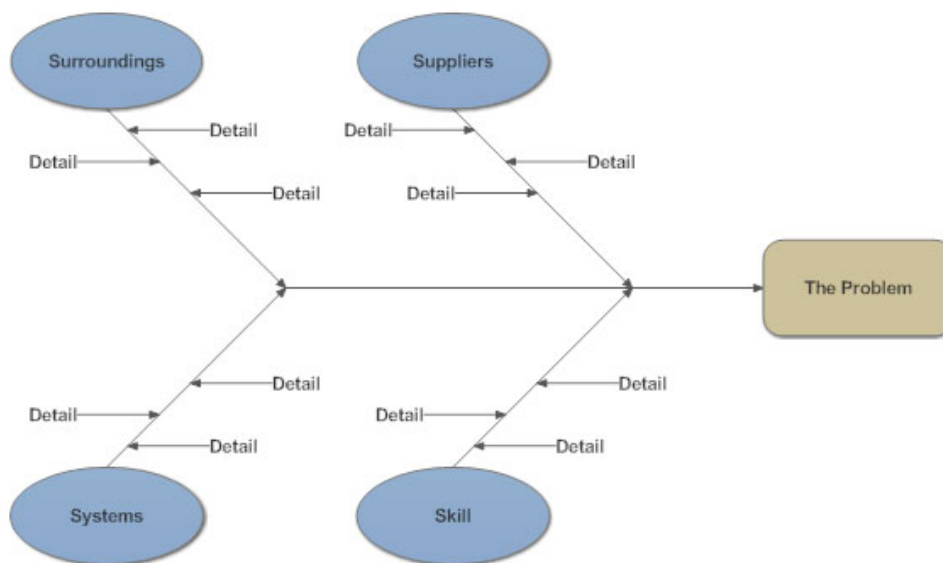 Surroundings
Suppliers
Detail
Detail
Detail
Detail
Detail
Detail
The Problem
Detail
Detail
Detail
Detail
Detail
Detail
Systems
Skill